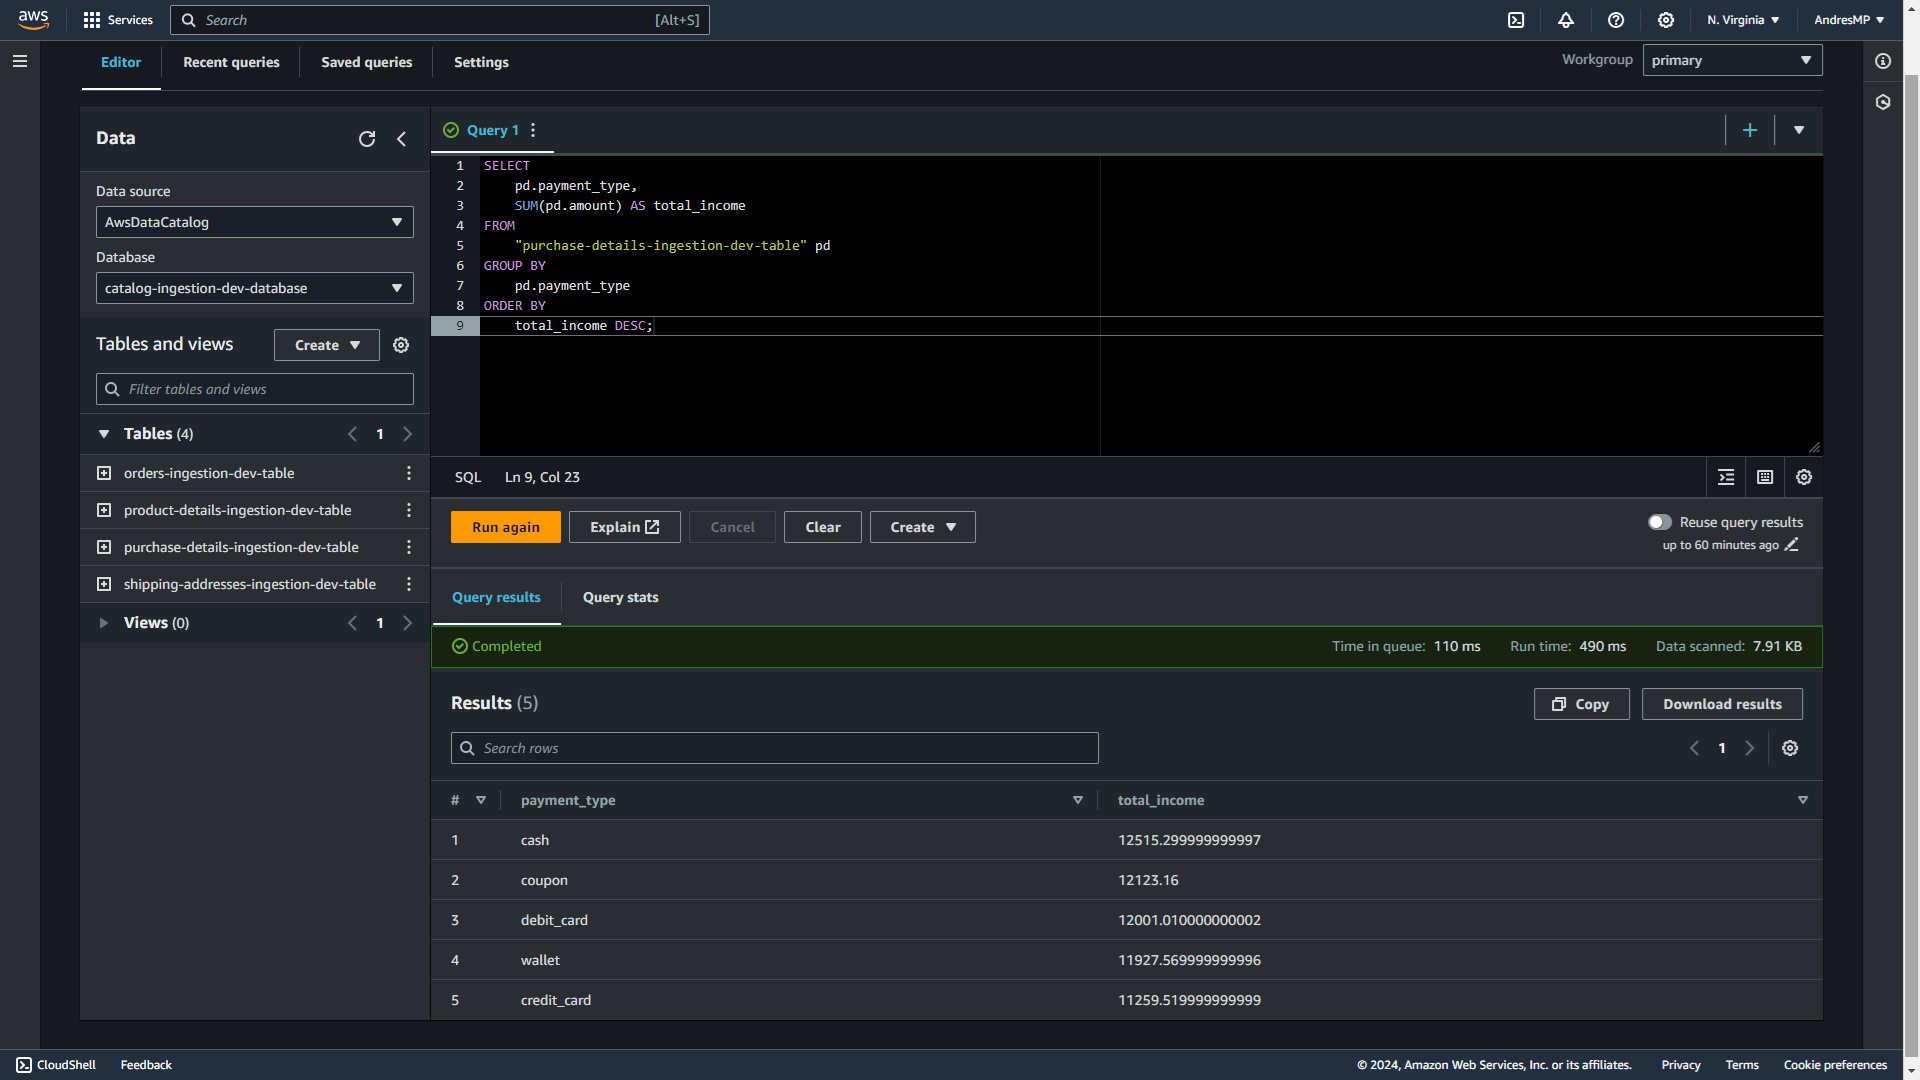 aws Services Search [Alt+S] N. Virginia AndresMP
Editor Recent queries Saved queries Settings Workgroup primary
Data
Data source
AwsDataCatalog
Database
catalog-ingestion-dev-database
Tables and views Create
Filter tables and views
Tables (4) 1
orders-ingestion-dev-table
product-details-ingestion-dev-table
purchase-details-ingestion-dev-table
shipping-addresses-ingestion-dev-table
Views (0) 1
Query 1
1 SELECT
2 pd.payment_type,
3 SUM(pd.amount) AS total_income
4 FROM
5 "purchase-details-ingestion-dev-table" pd
6 GROUP BY
7 pd.payment_type
8 ORDER BY
9 total_income DESC;
SQL Ln 9, Col 23
Run again Explain Cancel Clear Create Reuse query results
up to 60 minutes ago
Query results Query stats
Completed Time in queue: 110 ms Run time: 490 ms Data scanned: 7.91 KB
Results (5) Copy Download results
Search rows 1
# payment_type total_income
1 cash 12515.299999999997
2 coupon 12123.16
3 debit_card 12001.010000000002
4 wallet 11927.569999999996
5 credit_card 11259.519999999999
CloudShell Feedback © 2024, Amazon Web Services, Inc. or its affiliates. Privacy Terms Cookie preferences